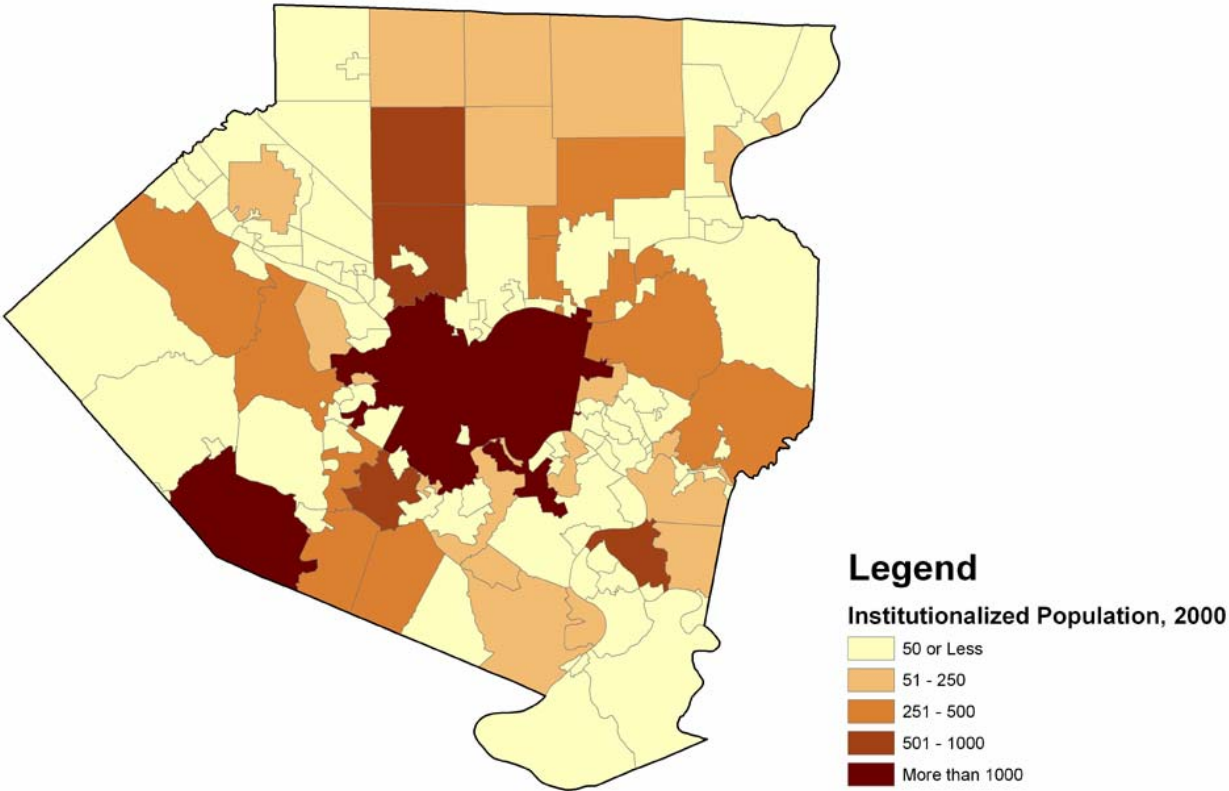 Legend
Institutionalized Population, 2000
50 or Less
51 - 250
251 - 500
501 - 1000
More than 1000